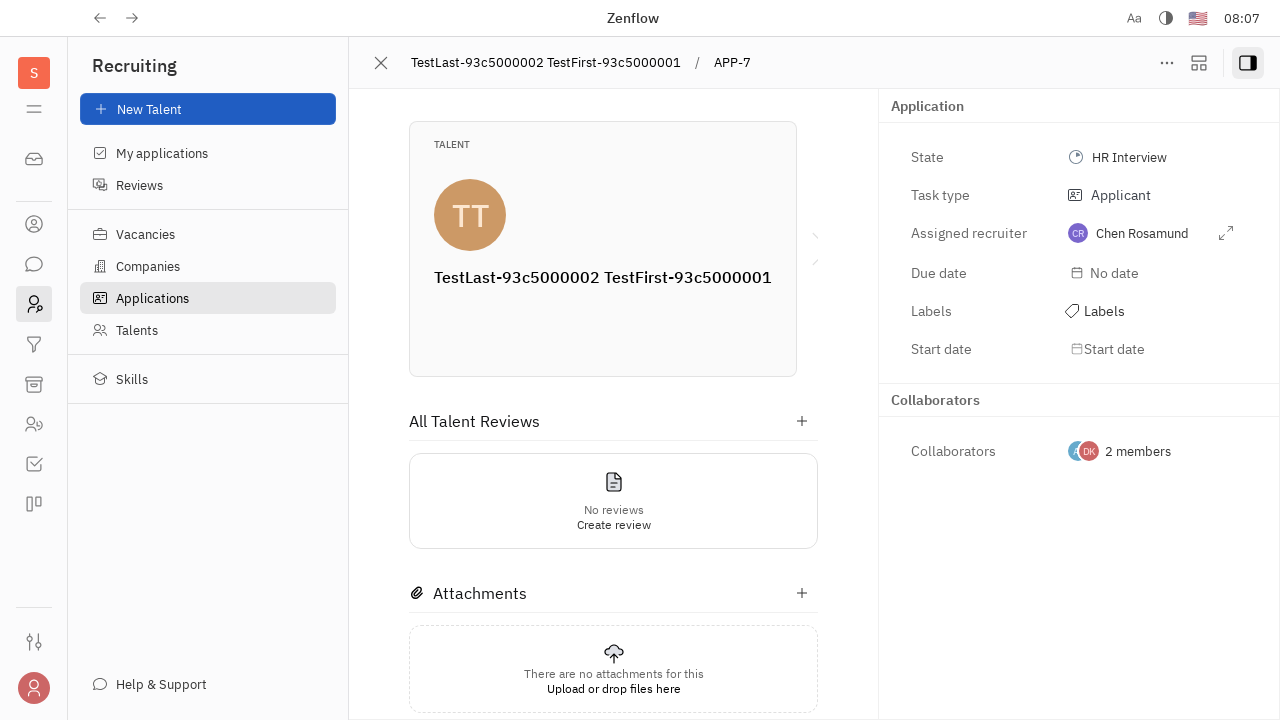 Zenflow
Aa
08:07
S
Recruiting
New Talent
My applications
Reviews
Vacancies
Companies
Applications
Talents
Skills
Help & Support
TestLast-93c5000002 TestFirst-93c5000001 / APP-7
TALENT
TT
TestLast-93c5000002 TestFirst-93c5000001
All Talent Reviews
No reviews
Create review
Attachments
There are no attachments for this
Upload or drop files here
Application
State HR Interview
Task type Applicant
Assigned recruiter CR Chen Rosamund
Due date No date
Labels Labels
Start date Start date
Collaborators
Collaborators DK 2 members